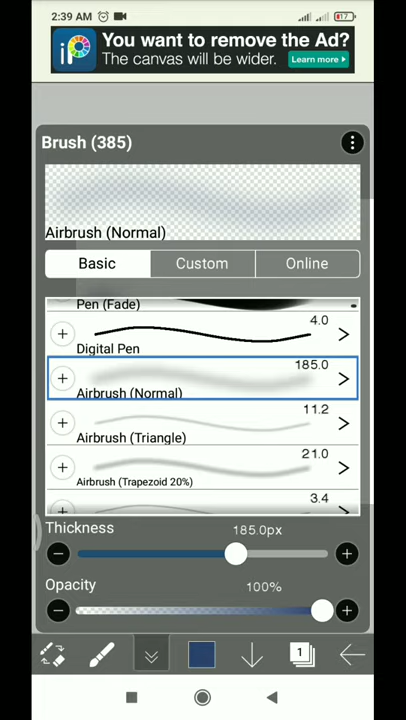 2:39 AM
17
iP
You want to remove the Ad?
The canvas will be wider.
Learn more
Brush (385)
Airbrush (Normal)
Basic
Custom
Online
Pen (Fade)
4.0
Digital Pen
185.0
Airbrush (Normal)
11.2
Airbrush (Triangle)
21.0
Airbrush (Trapezoid 20%)
3.4
Thickness
185.0px
Opacity
100%
1